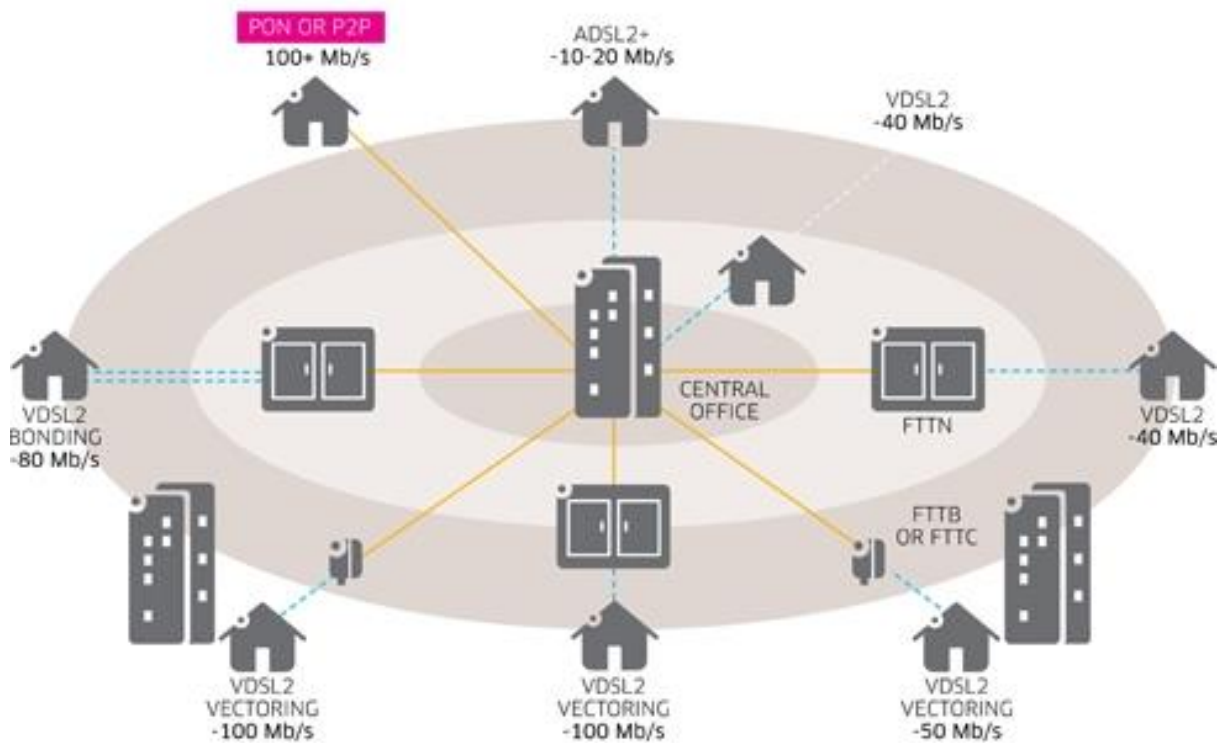 PON OR P2P
100+ Mb/s
ADSL2+
-10-20 Mb/s
VDSL2
-40 Mb/s
CENTRAL
OFFICE
FTTN
VDSL2
BONDING
-80 Mb/s
VDSL2
-40 Mb/s
FTTB
OR FTTC
VDSL2
VECTORING
-100 Mb/s
VDSL2
VECTORING
-100 Mb/s
VDSL2
VECTORING
-50 Mb/s